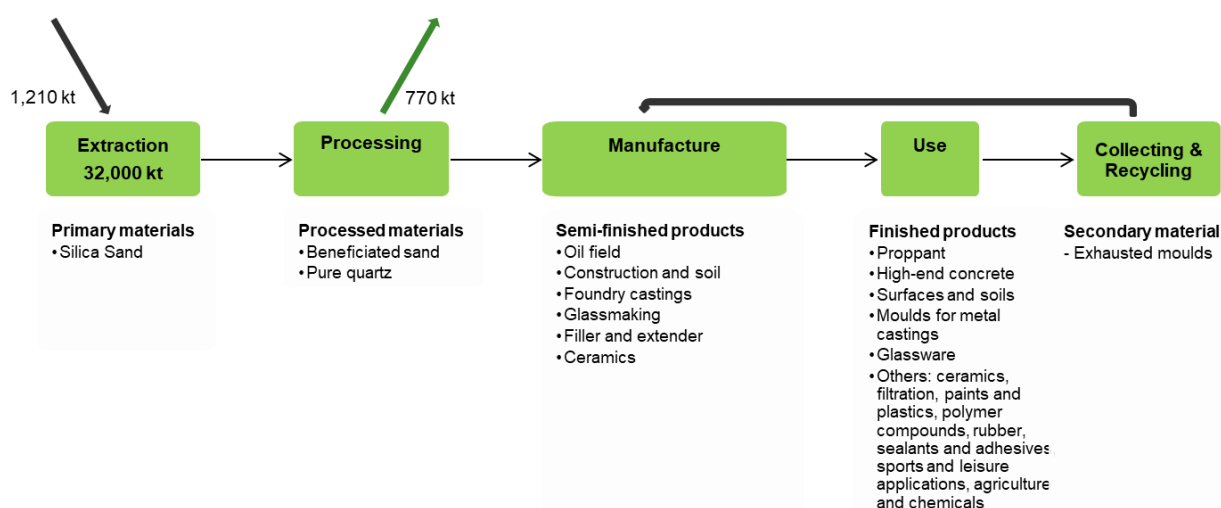 1,210 kt
770 kt
Extraction
32,000 kt
Processing
Manufacture
Use
Collecting &
Recycling
Primary materials
•Silica Sand
Processed materials
•Beneficiated sand
•Pure quartz
Semi-finished products
•Oil field
•Construction and soil
•Foundry castings
•Glassmaking
•Filler and extender
•Ceramics
Finished products
•Proppant
•High-end concrete
•Surfaces and soils
•Moulds for metal
castings
•Glassware
•Others: ceramics,
filtration, paints and
plastics, polymer
compounds, rubber,
sealants and adhesives,
sports and leisure
applications, agriculture
and chemicals
Secondary material
- Exhausted moulds